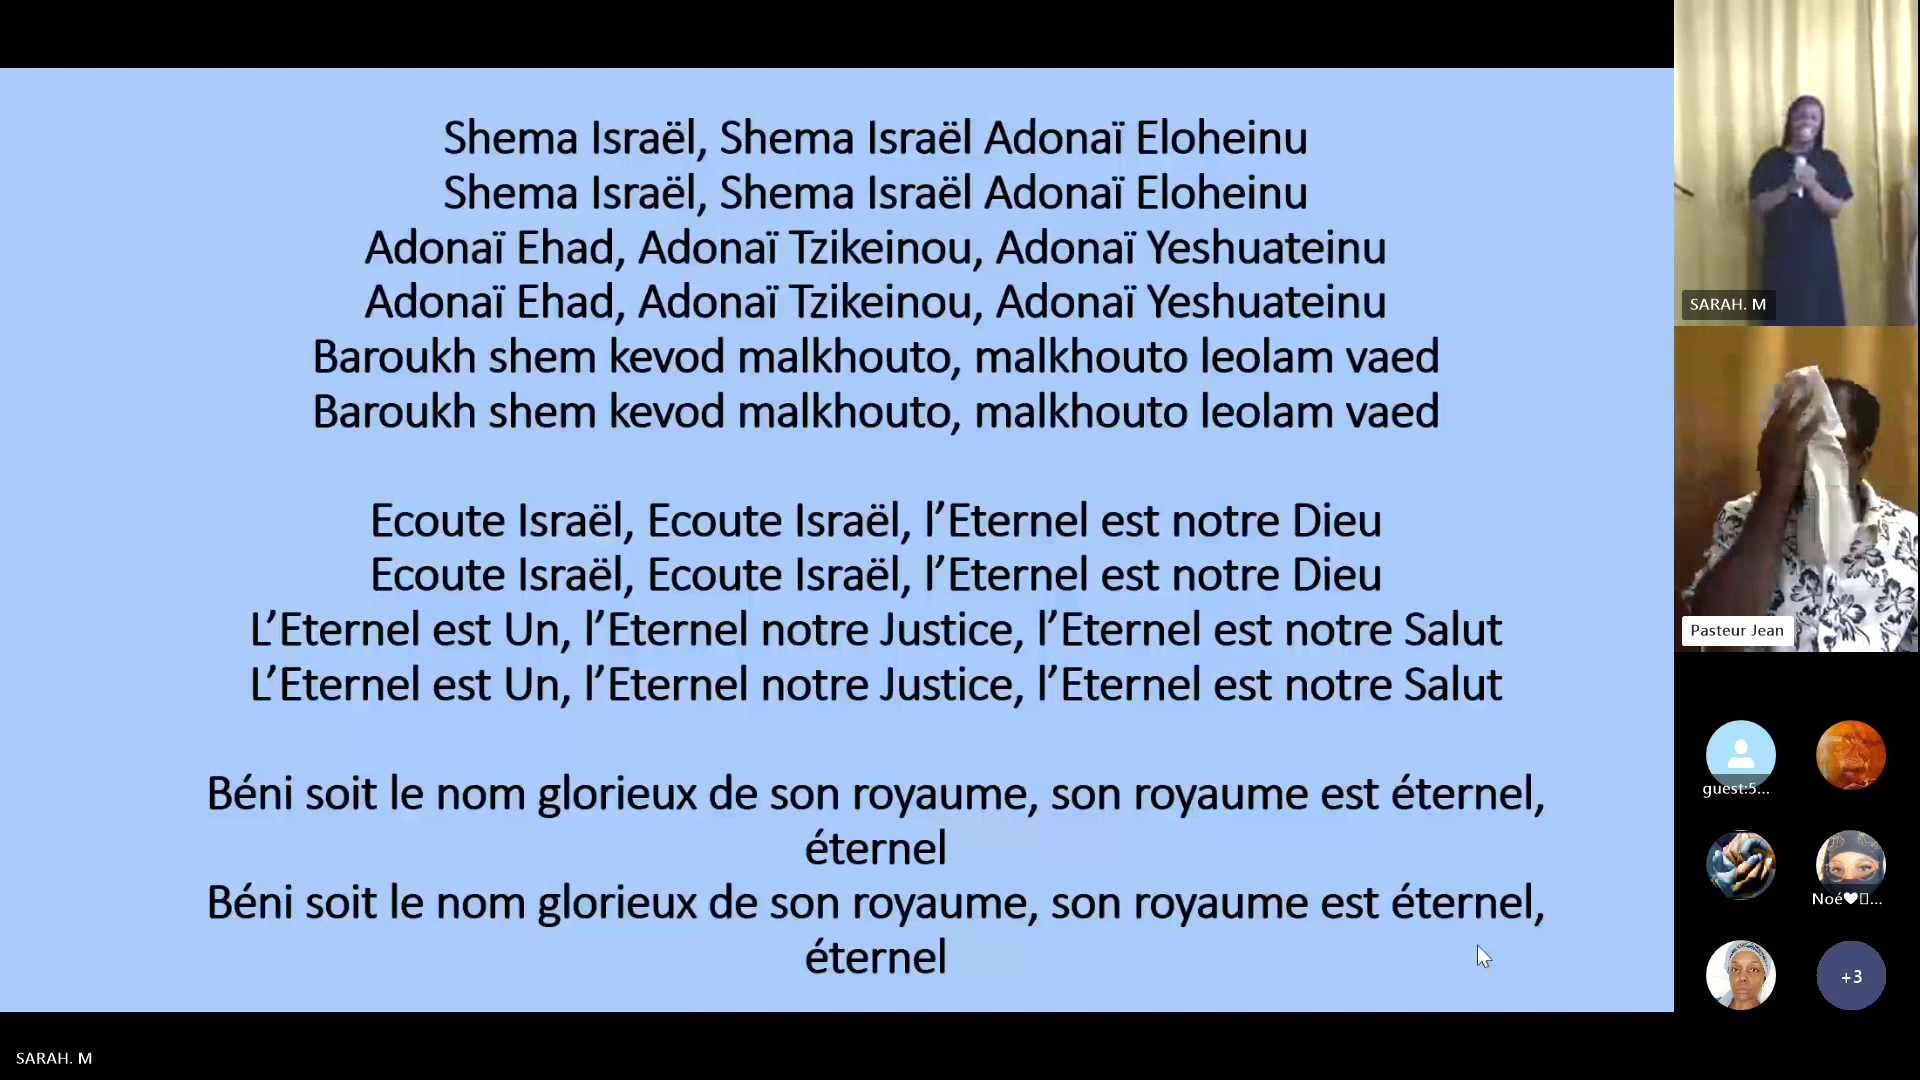 Shema Israël, Shema Israël Adonaï Eloheinu
Shema Israël, Shema Israël Adonaï Eloheinu
Adonaï Ehad, Adonaï Tzikeinou, Adonaï Yeshuateinu
Adonaï Ehad, Adonaï Tzikeinou, Adonaï Yeshuateinu
Baroukh shem kevod malkhouto, malkhouto leolam vaed
Baroukh shem kevod malkhouto, malkhouto leolam vaed
Ecoute Israël, Ecoute Israël, l’Eternel est notre Dieu
Ecoute Israël, Ecoute Israël, l’Eternel est notre Dieu
L’Eternel est Un, l’Eternel notre Justice, l’Eternel est notre Salut
L’Eternel est Un, l’Eternel notre Justice, l’Eternel est notre Salut
Béni soit le nom glorieux de son royaume, son royaume est éternel,
éternel
Béni soit le nom glorieux de son royaume, son royaume est éternel,
éternel
SARAH. M
Pasteur Jean
guest:5...
Noé🖤▯...
+3
SARAH. M